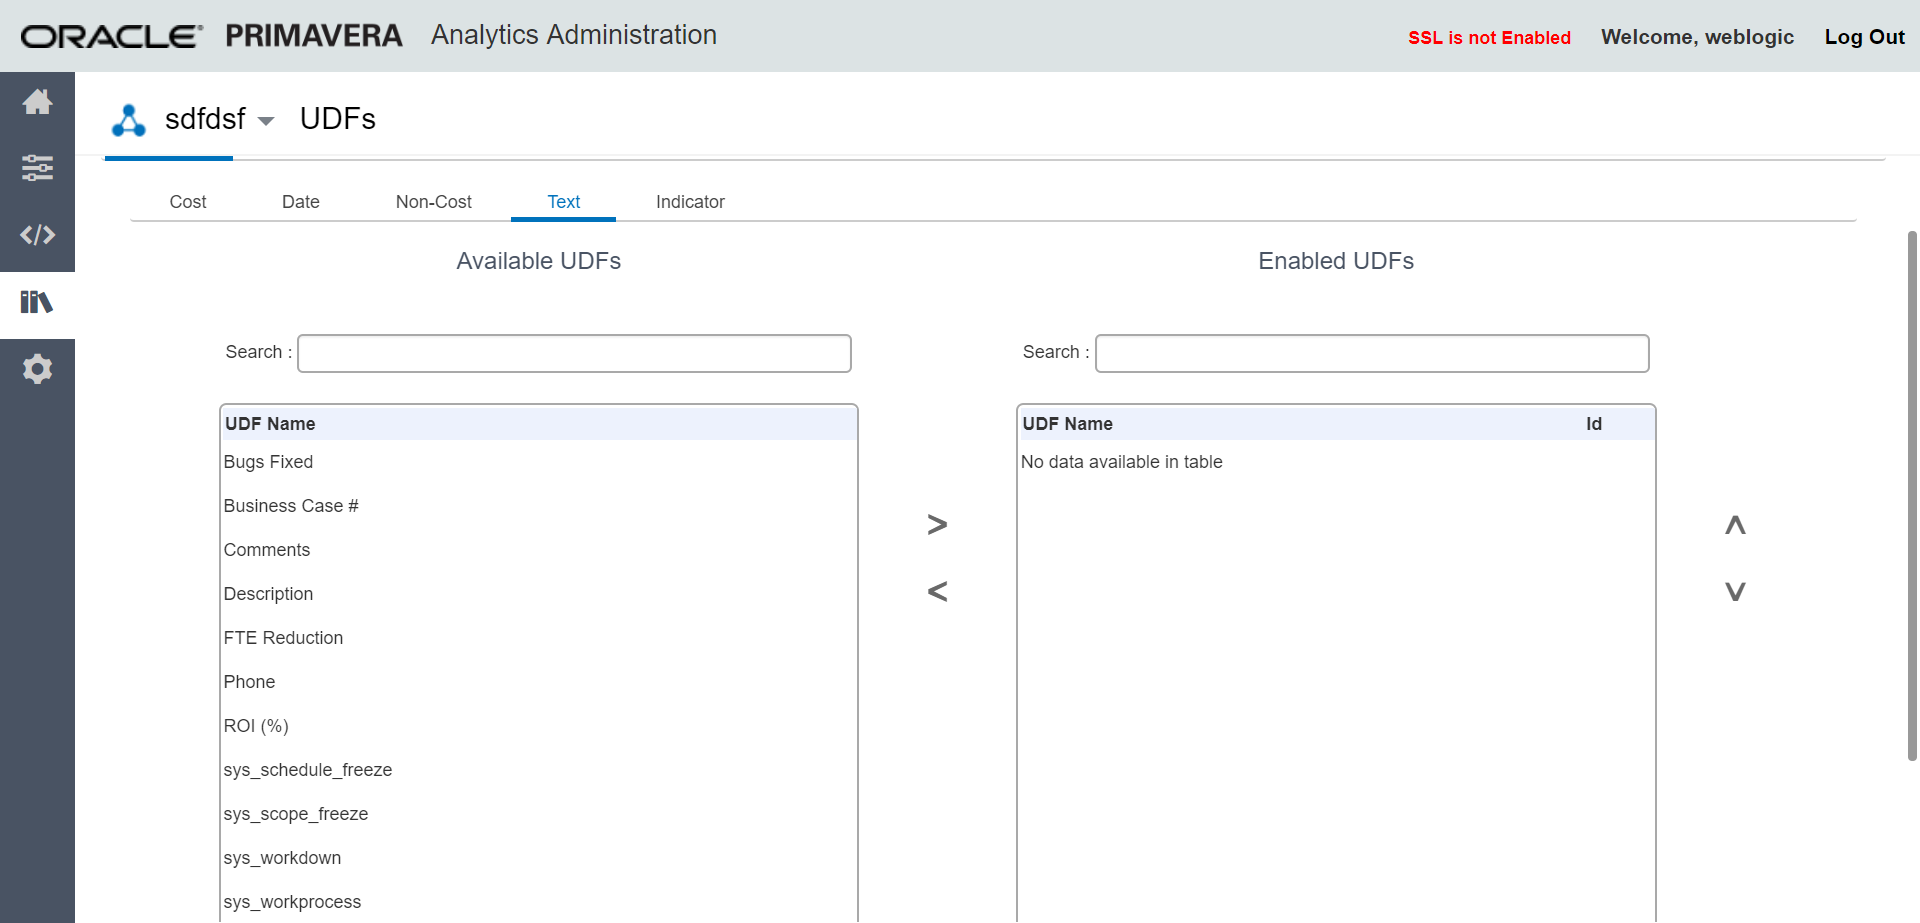 ORACLE PRIMAVERA Analytics Administration
SSL is not Enabled Welcome, weblogic Log Out
sdfdsf UDFs
Cost Date Non-Cost Text Indicator
Available UDFs Enabled UDFs
Search : Search :
UDF Name UDF Name Id
Bugs Fixed No data available in table
Business Case #
Comments
Description
FTE Reduction
Phone
ROI (%)
sys_schedule_freeze
sys_scope_freeze
sys_workdown
sys_workprocess